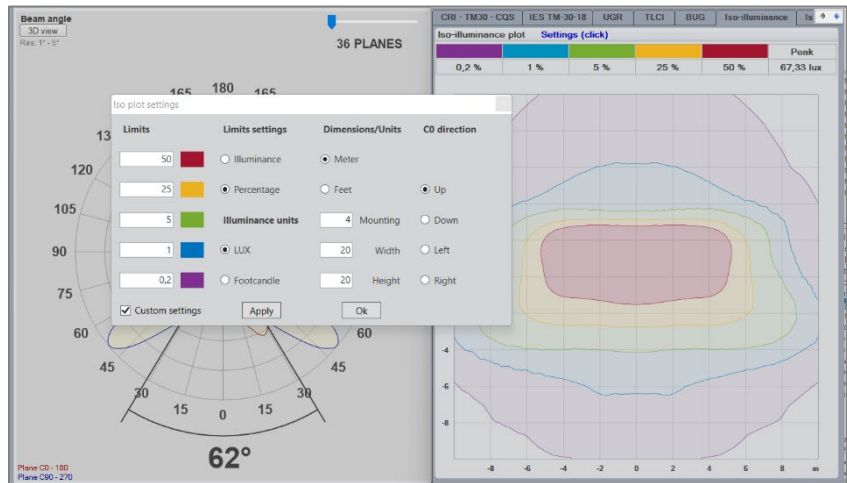 Beam angle
3D view
Res: 1° - 5°
36 PLANES
CRI - TM30 - CQS
IES TM-30-18
UGR
TLCI
BUG
Iso-illuminance
Is
Iso-illuminance plot Settings (click)
Peak
0,2 % 1 % 5 % 25 % 50 % 67,33 lux
165 180 165
Iso plot settings
Limits Limits settings Dimensions/Units C0 direction
50 Illuminance Meter
25 Percentage Feet Up
5 Illuminance units 4 Mounting Down
1 LUX 20 Width Left
0,2 Footcandle 20 Height Right
Custom settings Apply Ok
13
120
105
90
75
60 60
45 45
30 30
15 0 15
62°
Plane C0 - 180
Plane C90 - 270
-4
-6
-8 -6 -4 -2 0 2 4 6 8 m